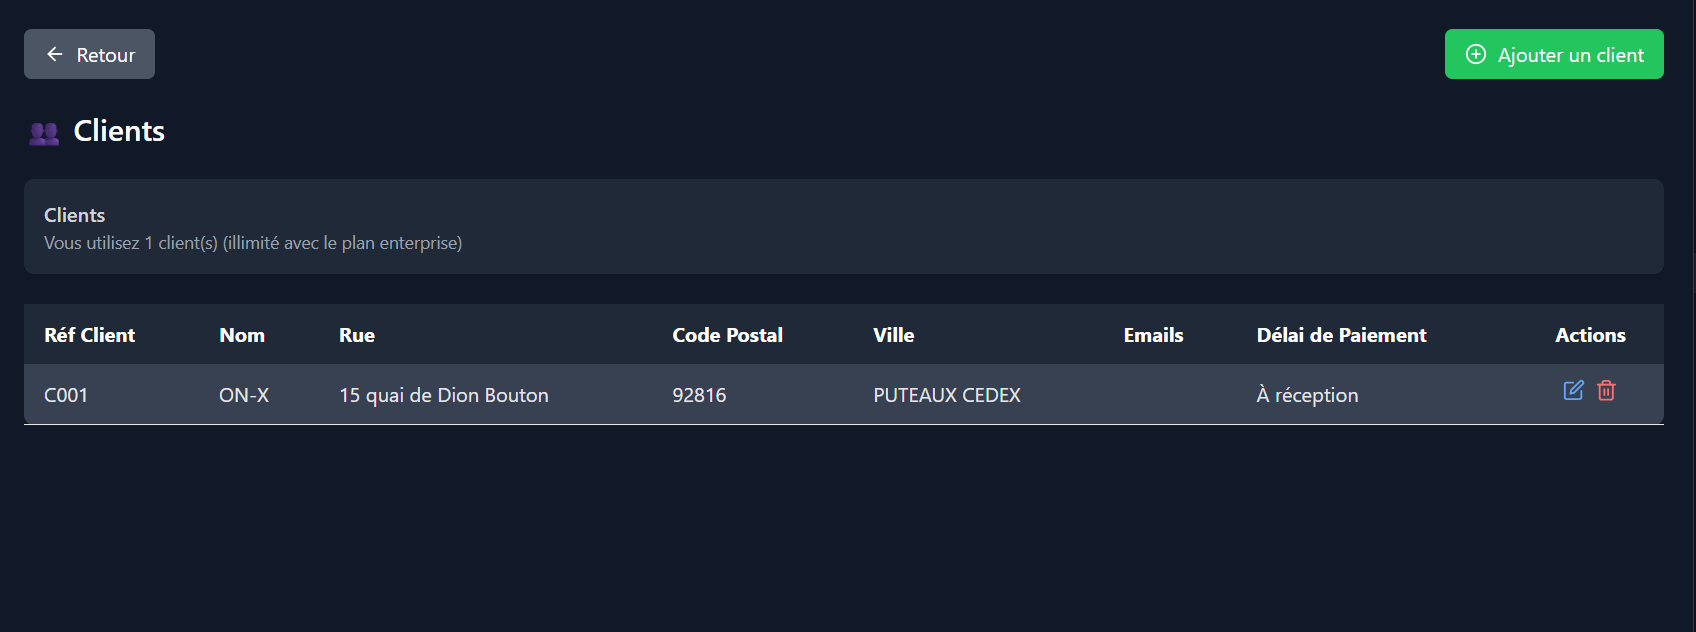 Retour
Ajouter un client
Clients
Clients
Vous utilisez 1 client(s) (illimité avec le plan enterprise)
Réf Client Nom Rue Code Postal Ville Emails Délai de Paiement Actions
C001 ON-X 15 quai de Dion Bouton 92816 PUTEAUX CEDEX À réception